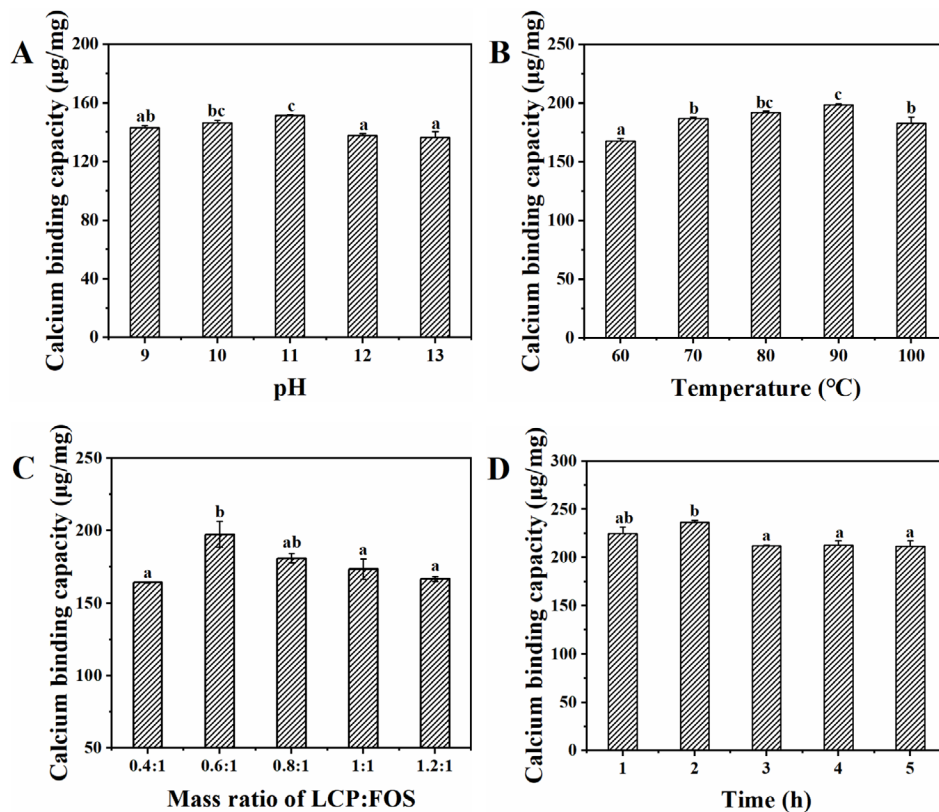 A
Calcium binding capacity (μg/mg)
200
160
120
80
40
0
ab
bc
c
a
a
9
10
11
12
13
pH
B
Calcium binding capacity (μg/mg)
250
200
150
100
50
0
a
b
bc
c
b
60
70
80
90
100
Temperature (℃)
C
Calcium binding capacity (μg/mg)
250
200
150
100
50
a
b
ab
a
a
0.4:1
0.6:1
0.8:1
1:1
1.2:1
Mass ratio of LCP:FOS
D
Calcium binding capacity (μg/mg)
300
250
200
150
100
50
0
ab
b
a
a
a
1
2
3
4
5
Time (h)